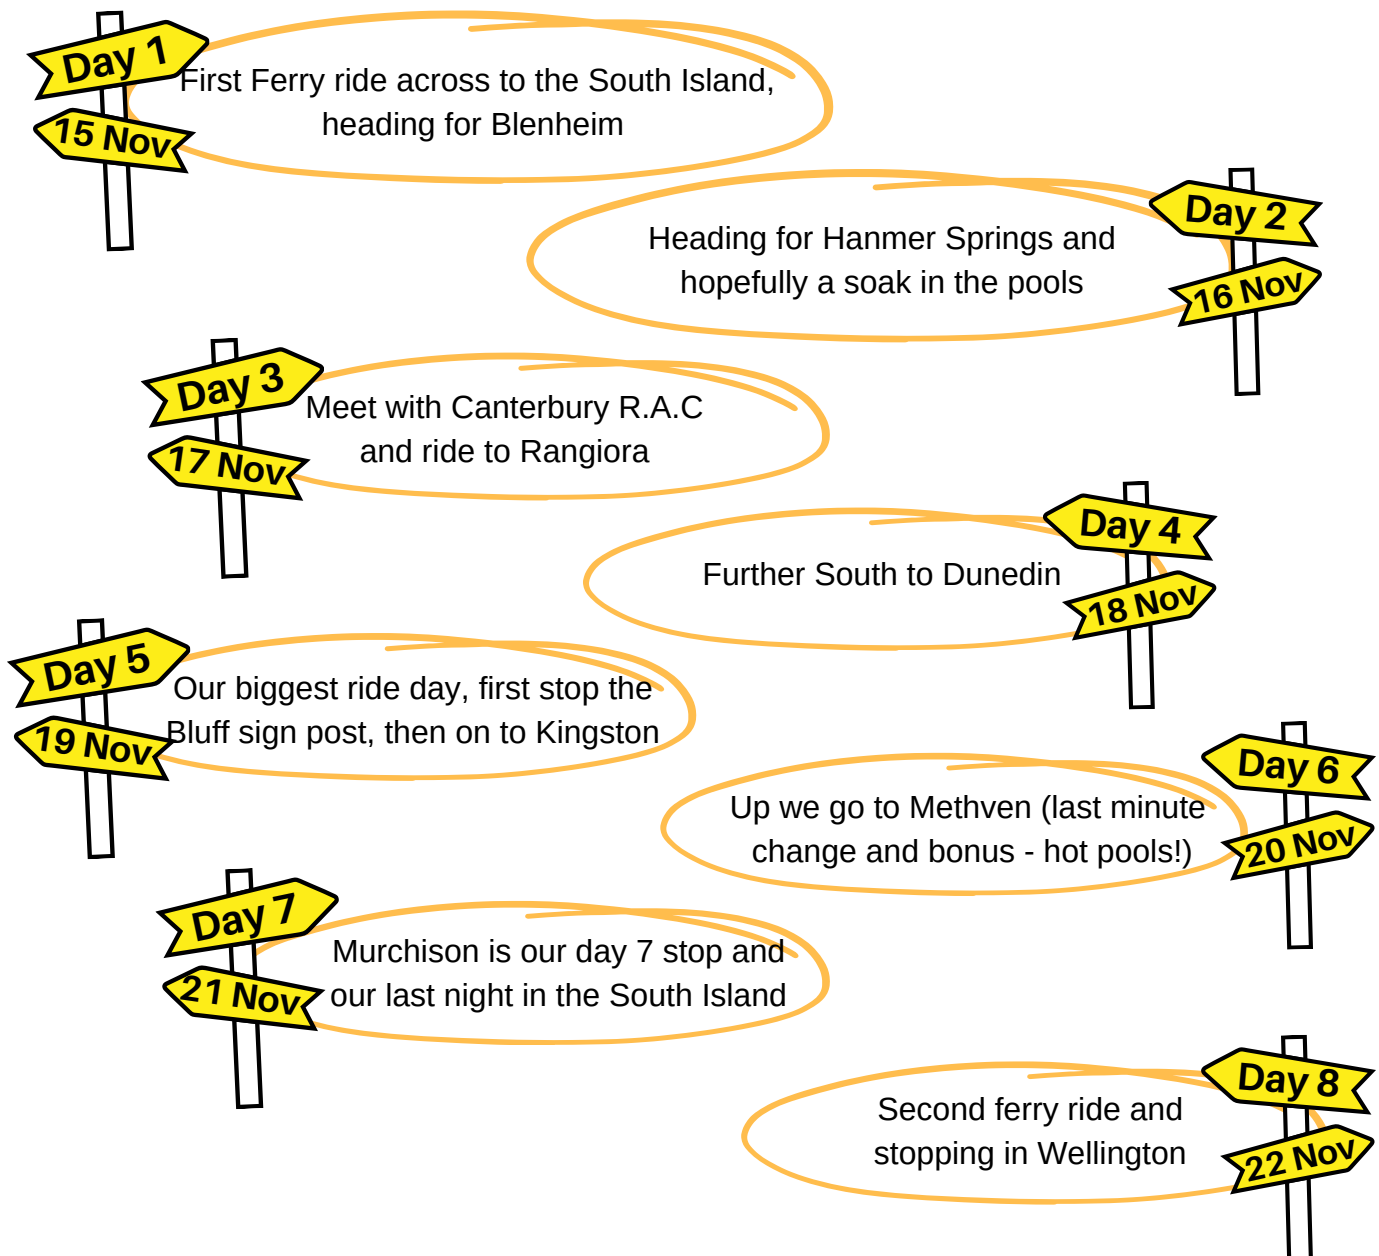 Day 1
15 Nov
First Ferry ride across to the South Island,
heading for Blenheim
Day 2
16 Nov
Heading for Hanmer Springs and
hopefully a soak in the pools
Day 3
17 Nov
Meet with Canterbury R.A.C
and ride to Rangiora
Day 4
18 Nov
Further South to Dunedin
Day 5
19 Nov
Our biggest ride day, first stop the
Bluff sign post, then on to Kingston
Day 6
20 Nov
Up we go to Methven (last minute
change and bonus - hot pools!)
Day 7
21 Nov
Murchison is our day 7 stop and
our last night in the South Island
Day 8
22 Nov
Second ferry ride and
stopping in Wellington